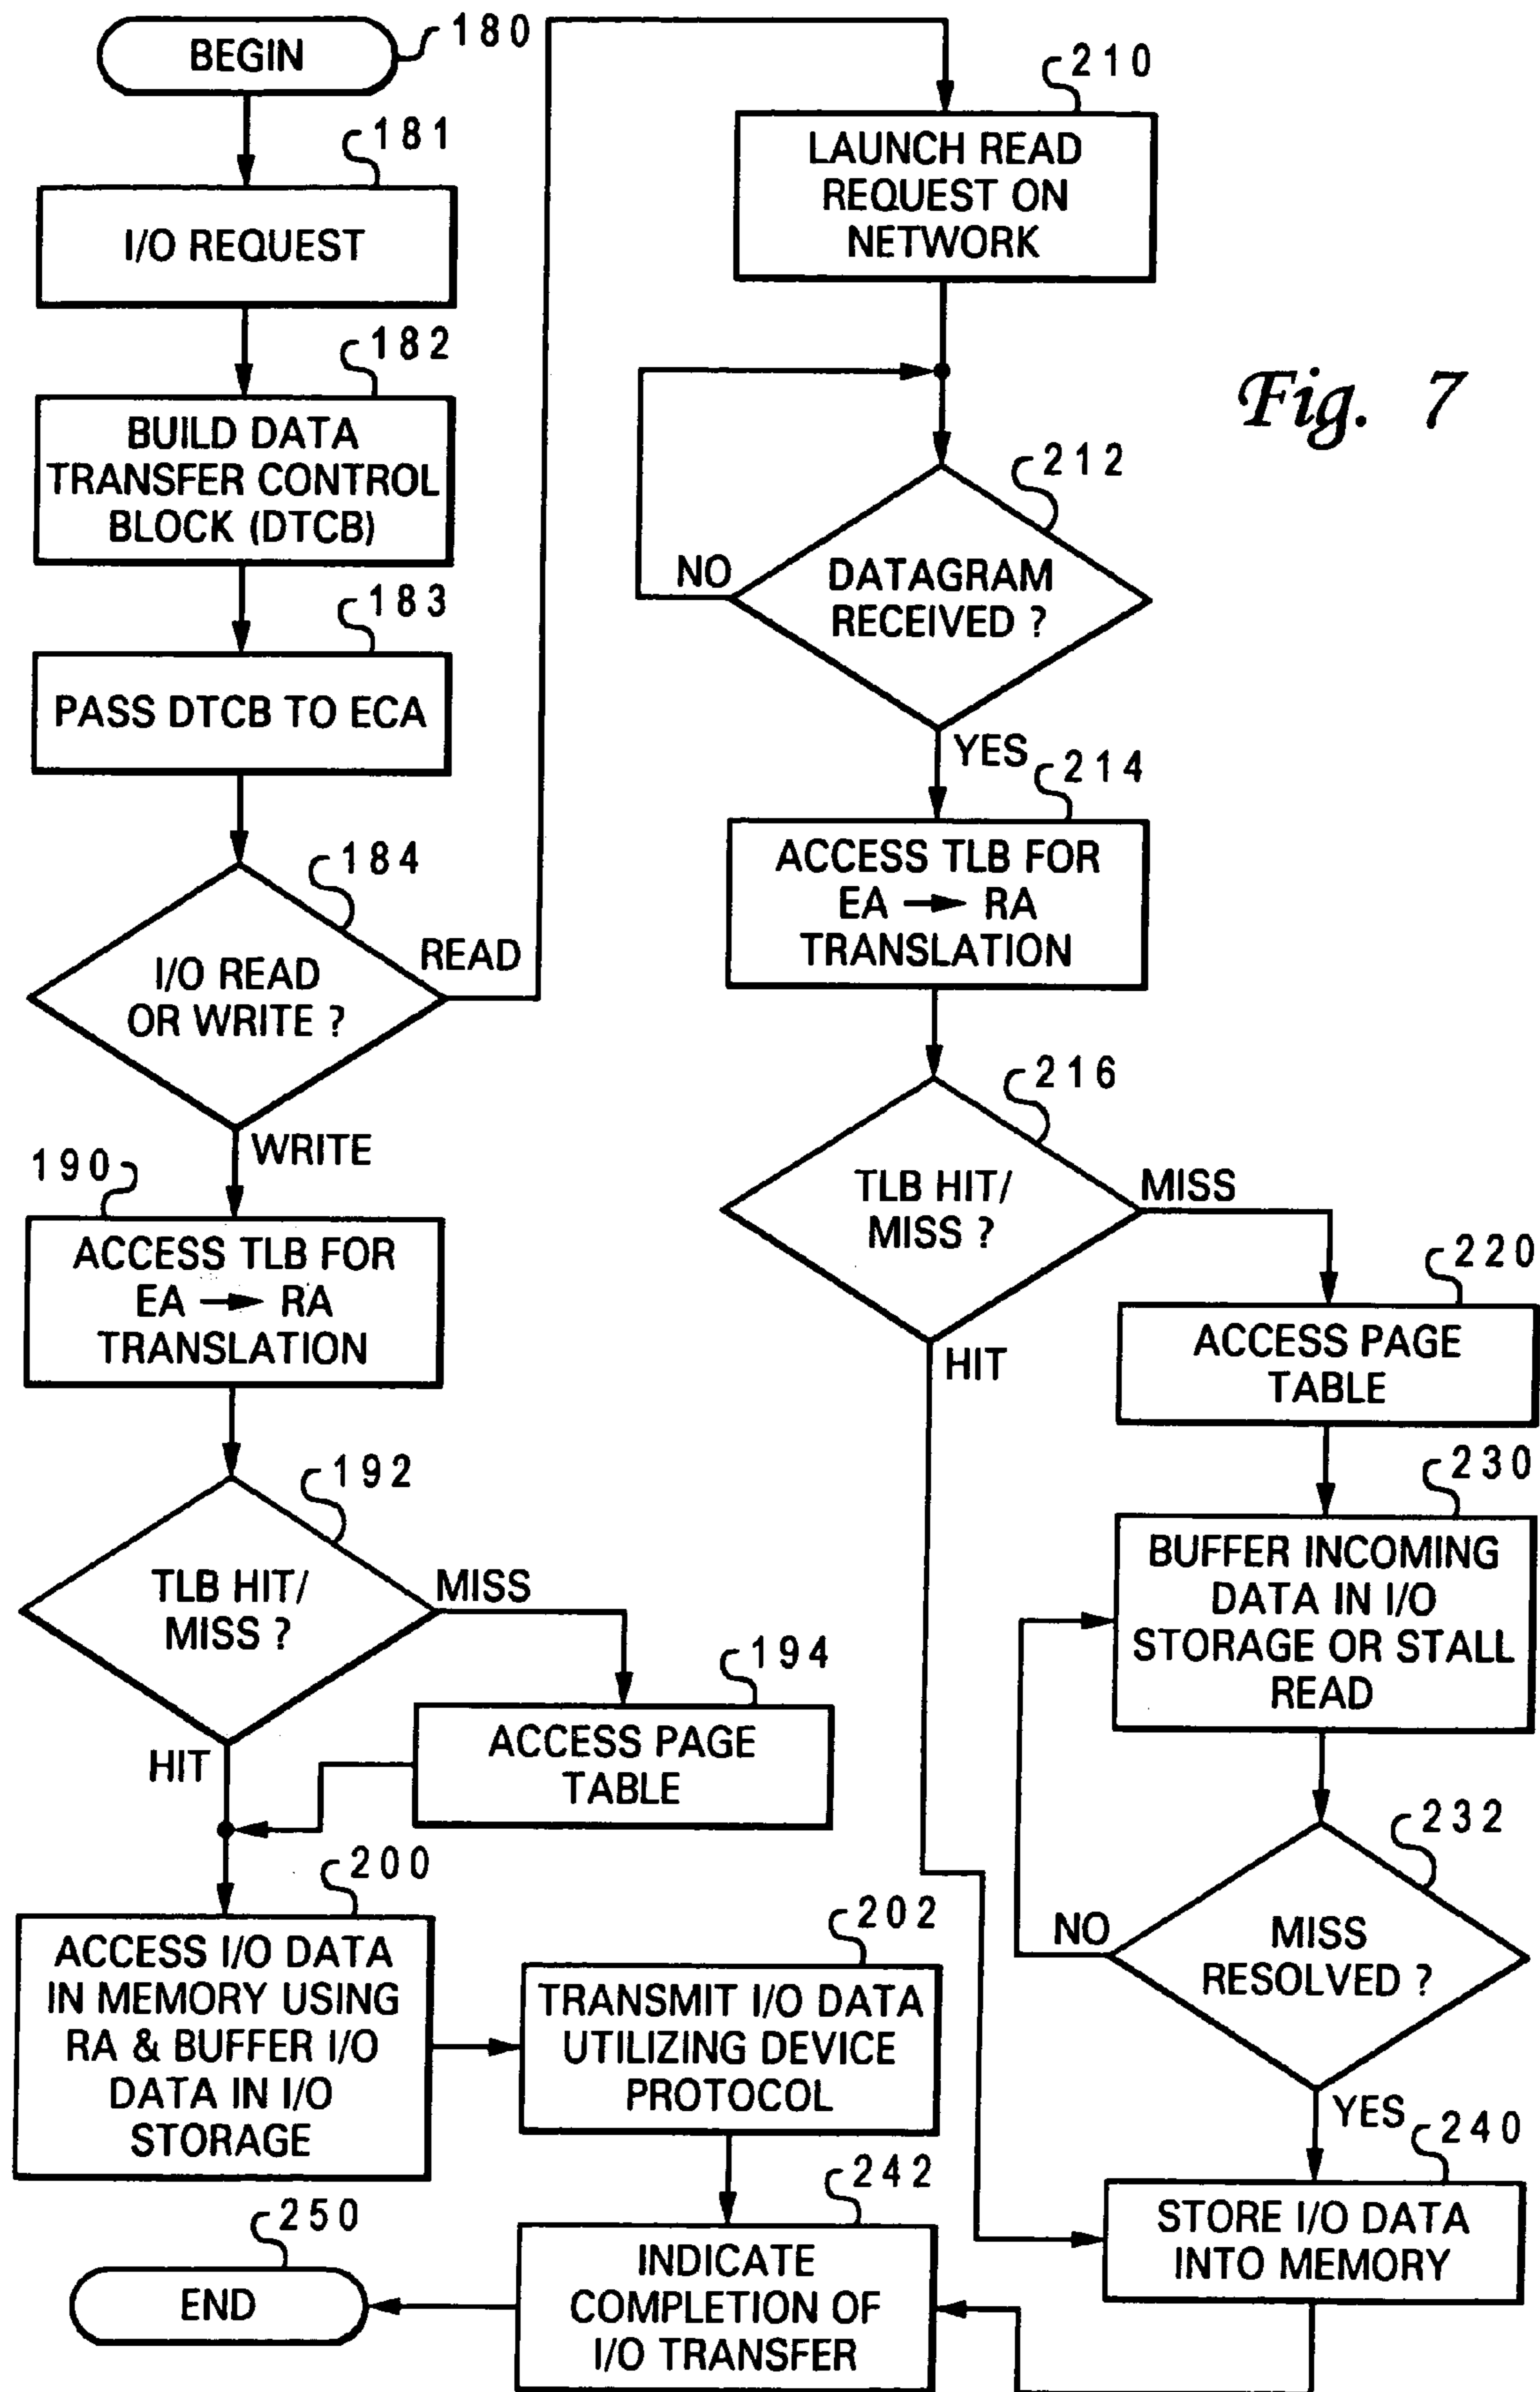 BEGIN
180
181
I/O REQUEST
182
BUILD DATA
TRANSFER CONTROL
BLOCK (DTCB)
183
PASS DTCB TO ECA
184
I/O READ
OR WRITE ?
READ
WRITE
190
ACCESS TLB FOR
EA → RA
TRANSLATION
192
TLB HIT/
MISS ?
MISS
HIT
194
ACCESS PAGE
TABLE
200
ACCESS I/O DATA
IN MEMORY USING
RA & BUFFER I/O
DATA IN I/O
STORAGE
202
TRANSMIT I/O DATA
UTILIZING DEVICE
PROTOCOL
210
LAUNCH READ
REQUEST ON
NETWORK
Fig. 7
212
DATAGRAM
RECEIVED ?
NO
YES
214
ACCESS TLB FOR
EA → RA
TRANSLATION
216
TLB HIT/
MISS ?
MISS
HIT
220
ACCESS PAGE
TABLE
230
BUFFER INCOMING
DATA IN I/O
STORAGE OR STALL
READ
232
MISS
RESOLVED ?
NO
YES
240
STORE I/O DATA
INTO MEMORY
242
INDICATE
COMPLETION OF
I/O TRANSFER
250
END